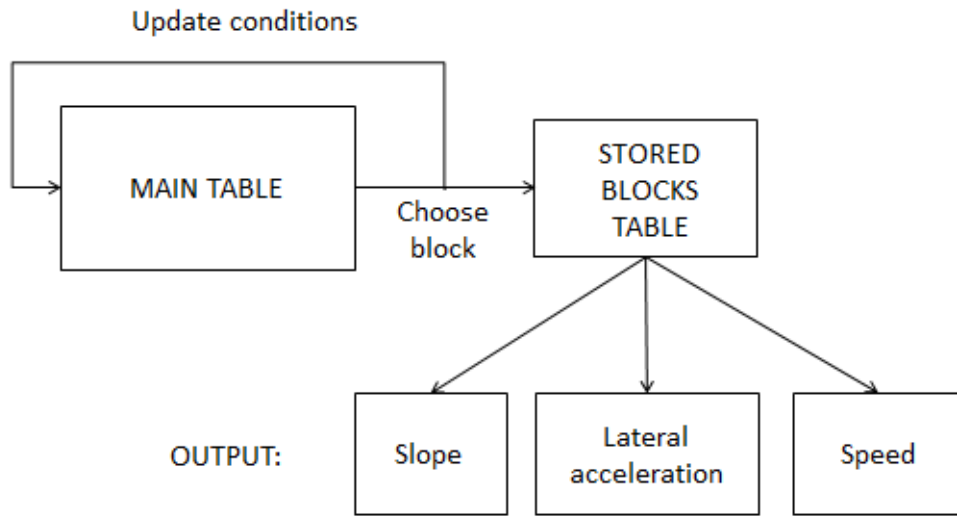 Update conditions
MAIN TABLE
Choose
block
STORED
BLOCKS
TABLE
OUTPUT:
Slope
Lateral
acceleration
Speed